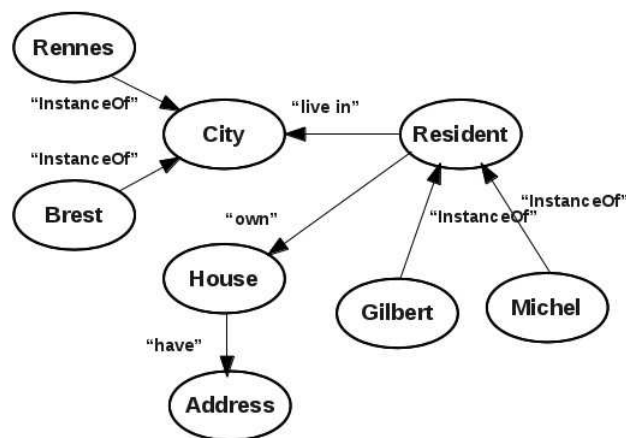 Rennes
“InstanceOf”
“live in”
City
Resident
“InstanceOf”
“InstanceOf”
Brest
“own”
“InstanceOf”
House
Gilbert
Michel
“have”
Address